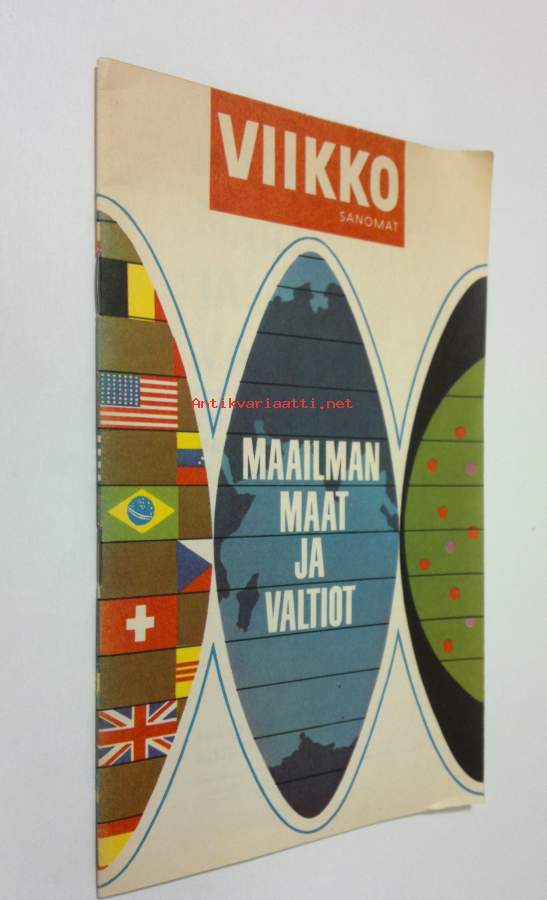 VIIKKO
SANOMAT
Antikvariaatti.net
MAAILMAN
MAAT
JA
VALTIOT